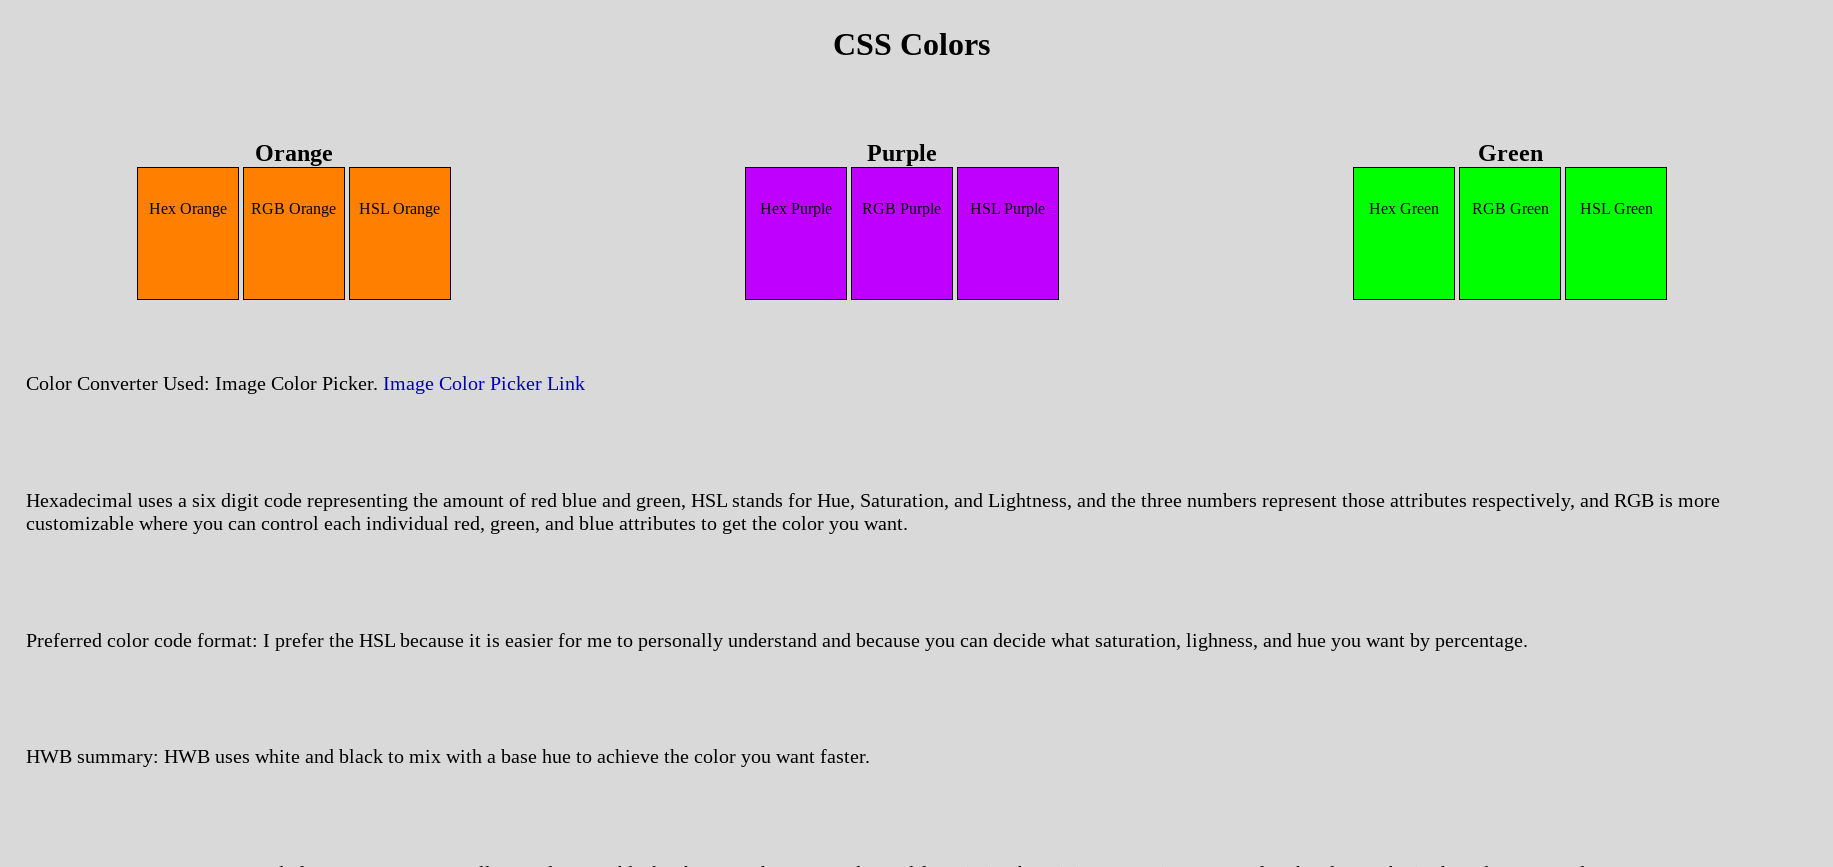 CSS Colors
Orange
Purple
Green
Hex Orange
RGB Orange
HSL Orange
Hex Purple
RGB Purple
HSL Purple
Hex Green
RGB Green
HSL Green
Color Converter Used: Image Color Picker. Image Color Picker Link
Hexadecimal uses a six digit code representing the amount of red blue and green, HSL stands for Hue, Saturation, and Lightness, and the three numbers represent those attributes respectively, and RGB is more
customizable where you can control each individual red, green, and blue attributes to get the color you want.
Preferred color code format: I prefer the HSL because it is easier for me to personally understand and because you can decide what saturation, lighness, and hue you want by percentage.
HWB summary: HWB uses white and black to mix with a base hue to achieve the color you want faster.